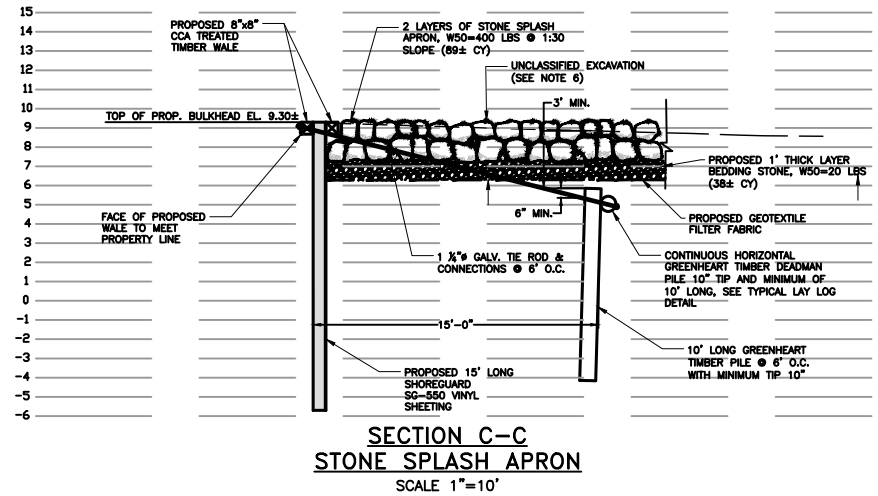 15
14
13
12
11
10
9
8
7
6
5
4
3
2
1
0
-1
-2
-3
-4
-5
-6
PROPOSED 8"x8"
CCA TREATED
TIMBER WALE
2 LAYERS OF STONE SPLASH
APRON, W50=400 LBS @ 1:30
SLOPE (89± CY)
UNCLASSIFIED EXCAVATION
(SEE NOTE 6)
3' MIN.
TOP OF PROP. BULKHEAD EL. 9.30±
PROPOSED 1' THICK LAYER
BEDDING STONE, W50=20 LBS
(38± CY)
FACE OF PROPOSED
WALE TO MEET
PROPERTY LINE
6" MIN.
PROPOSED GEOTEXTILE
FILTER FABRIC
1 ¼"ø GALV. TIE ROD &
CONNECTIONS @ 6' O.C.
CONTINUOUS HORIZONTAL
GREENHEART TIMBER DEADMAN
PILE 10" TIP AND MINIMUM OF
10' LONG, SEE TYPICAL LAY LOG
DETAIL
15'-0"
10' LONG GREENHEART
TIMBER PILE @ 6' O.C.
WITH MINIMUM TIP 10"
PROPOSED 15' LONG
SHOREGUARD
SG-550 VINYL
SHEETING
SECTION C-C
STONE SPLASH APRON
SCALE 1"=10'